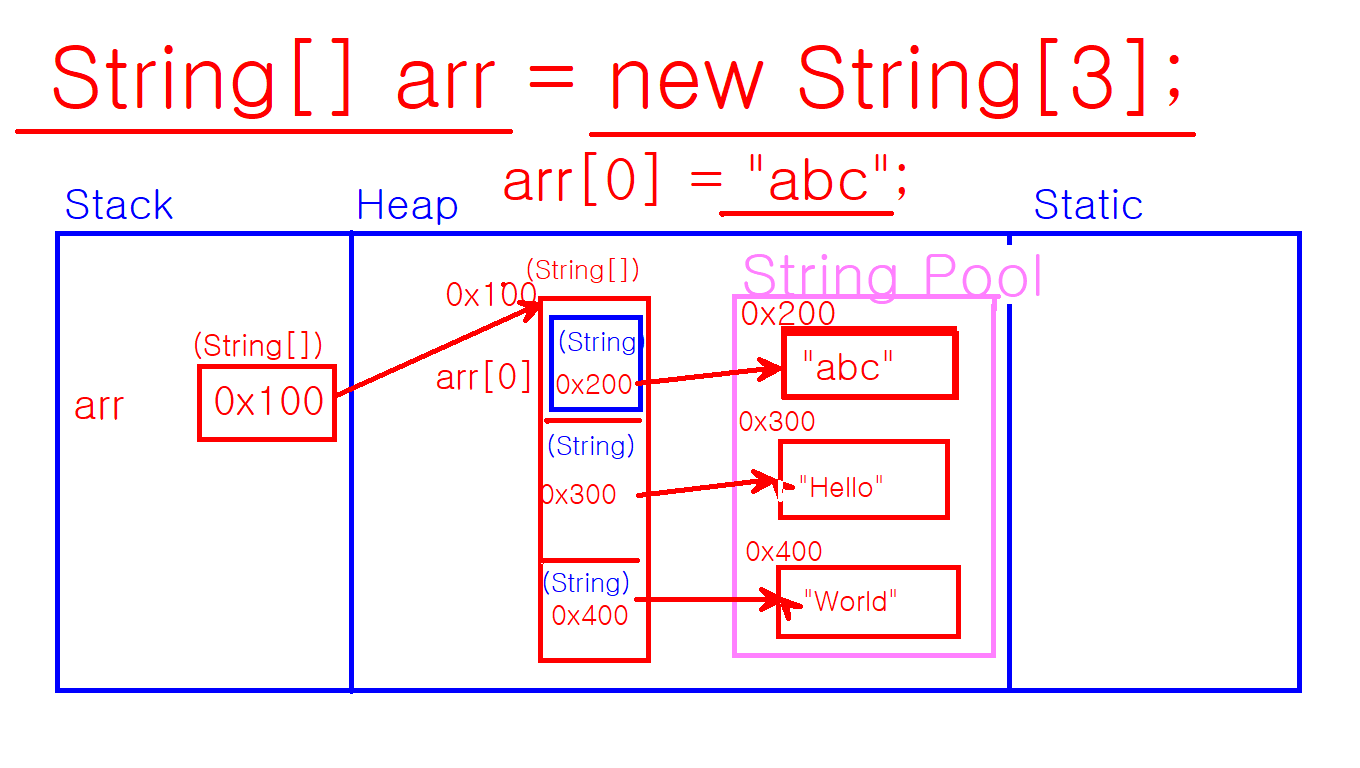 String[] arr = new String[3];
arr[0] = "abc";
Stack
Heap
Static
String Pool
(String[])
0x100
0x200
(String[])
(String)
"abc"
arr
0x100
arr[0]
0x200
0x300
(String)
0x300
"Hello"
0x400
(String)
0x400
"World"